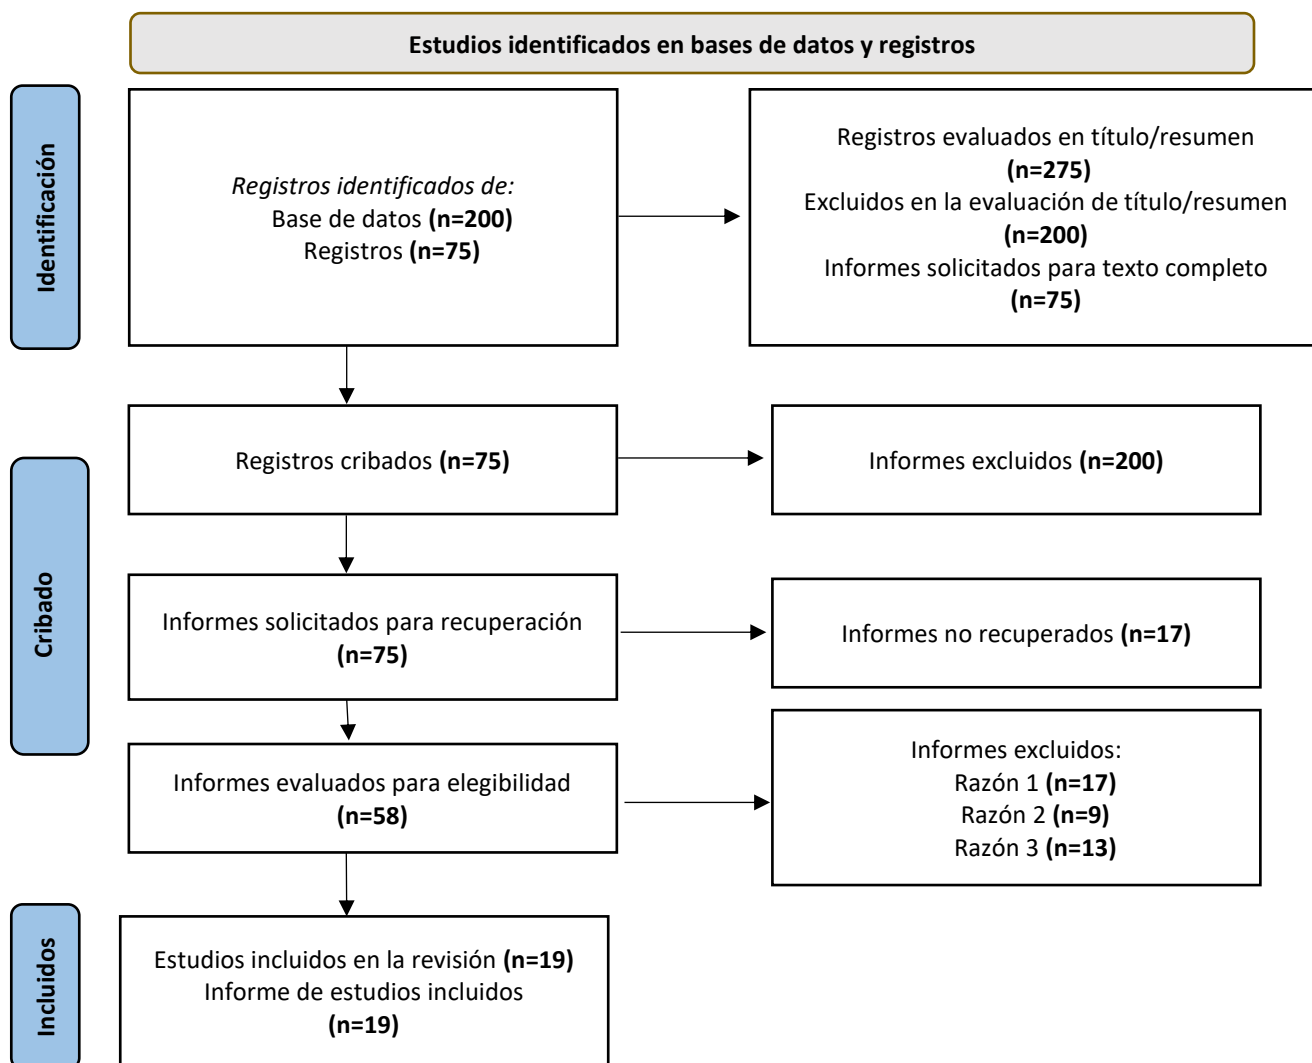 Estudios identificados en bases de datos y registros
Identificación
Registros identificados de:
Base de datos (n=200)
Registros (n=75)
Registros evaluados en título/resumen
(n=275)
Excluidos en la evaluación de título/resumen
(n=200)
Informes solicitados para texto completo
(n=75)
Cribado
Registros cribados (n=75)
Informes excluidos (n=200)
Informes solicitados para recuperación
(n=75)
Informes no recuperados (n=17)
Informes evaluados para elegibilidad
(n=58)
Informes excluidos:
Razón 1 (n=17)
Razón 2 (n=9)
Razón 3 (n=13)
Incluidos
Estudios incluidos en la revisión (n=19)
Informe de estudios incluidos
(n=19)